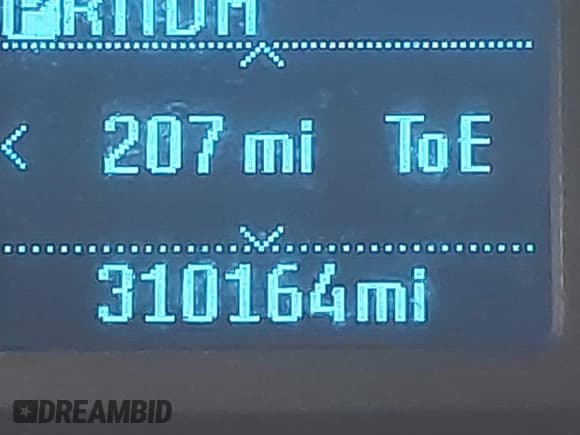 < 207 mi ToE
310164mi
DREAMBID